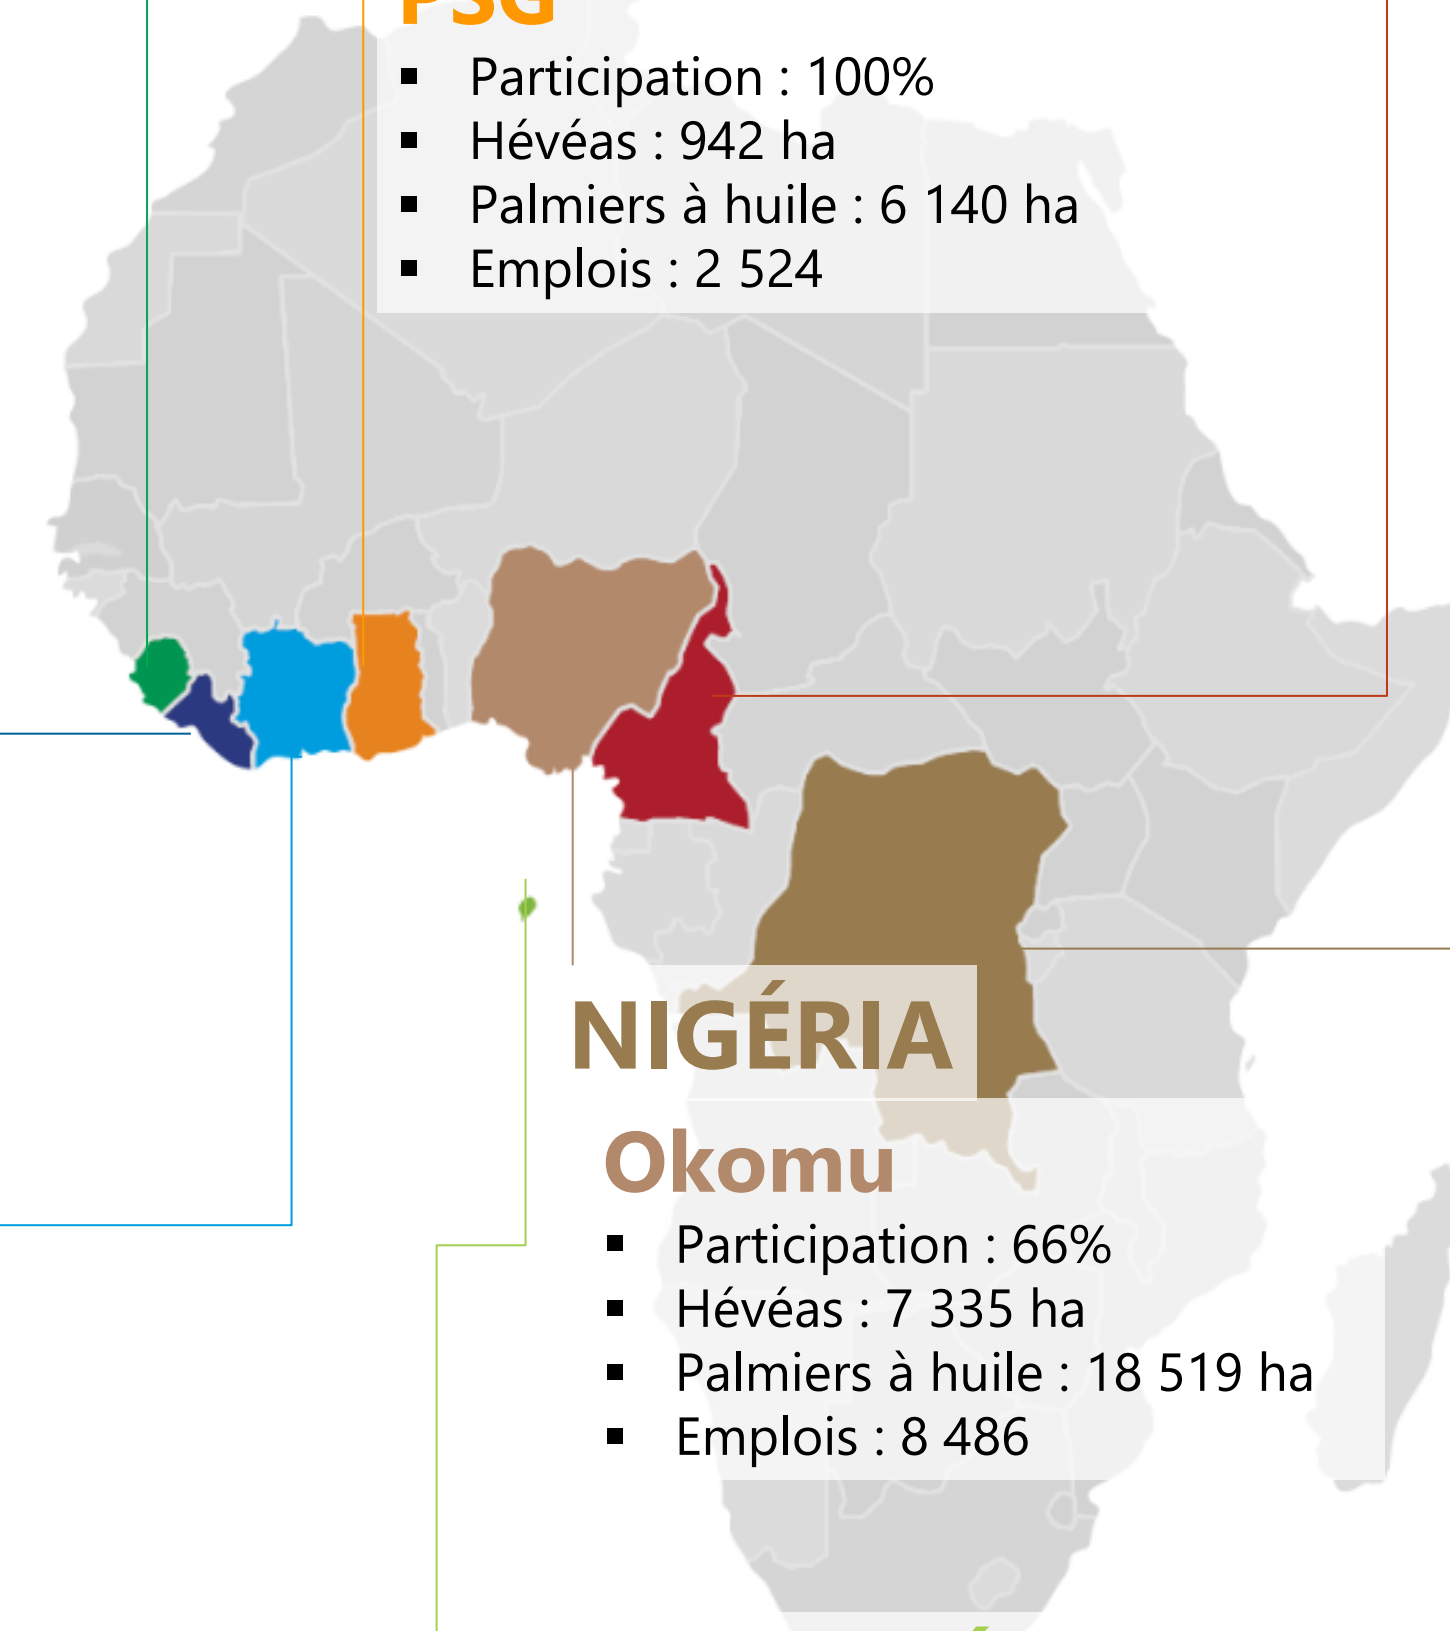 PSG
▪ Participation : 100%
▪ Hévéas : 942 ha
▪ Palmiers à huile : 6 140 ha
▪ Emplois : 2 524
NIGÉRIA
Okomu
▪ Participation : 66%
▪ Hévéas : 7 335 ha
▪ Palmiers à huile : 18 519 ha
▪ Emplois : 8 486